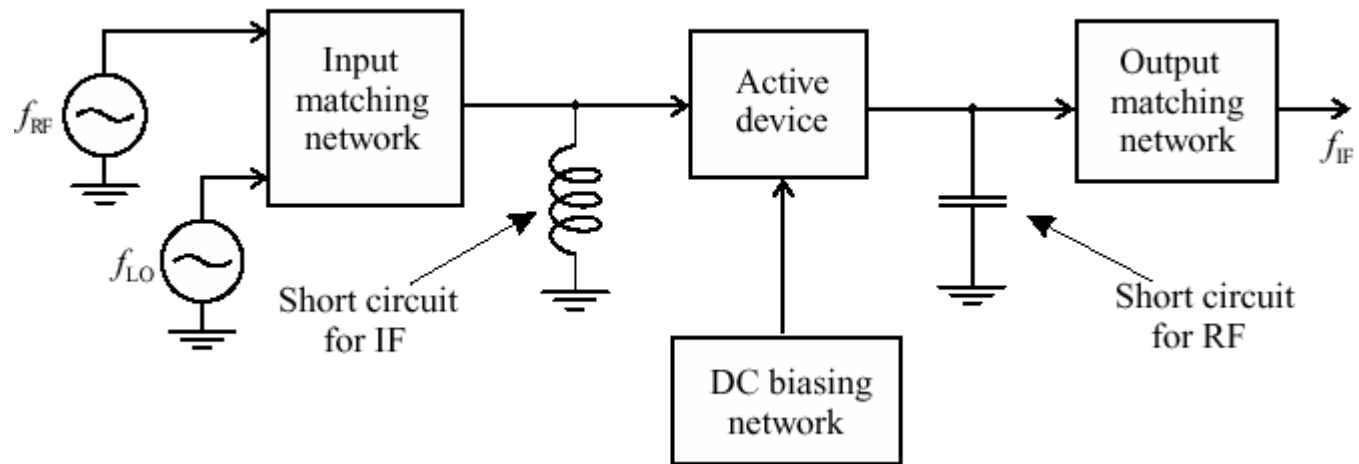 f_RF
f_LO
Input
matching
network
Short circuit
for IF
Active
device
DC biasing
network
Output
matching
network
f_IF
Short circuit
for RF